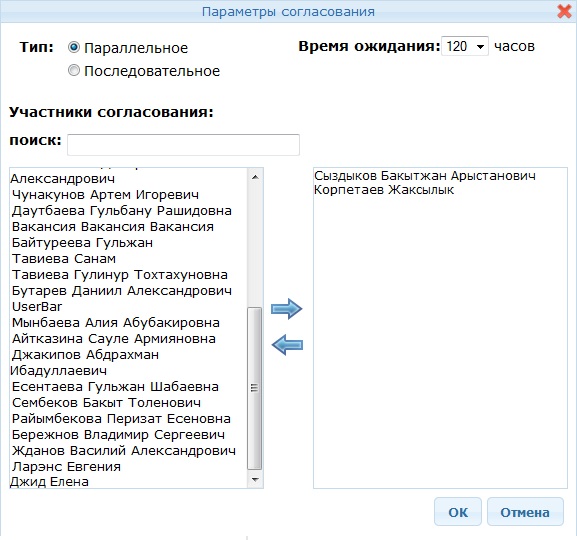 Параметры согласования
Тип: Параллельное Время ожидания: 120 часов
Последовательное
Участники согласования:
поиск:
Александрович
Чунакунов Артем Игоревич
Даутбаева Гульбану Рашидовна
Вакансия Вакансия Вакансия
Байтуреева Гульжан
Тавиева Санам
Тавиева Гулинур Тохтахуновна
Бутарев Даниил Александрович
UserBar
Мынбаева Алия Абубакировна
Айтказина Сауле Армияновна
Джакипов Абдрахман
Ибадуллаевич
Есентаева Гульжан Шабаевна
Сембеков Бакыт Толенович
Райымбекова Перизат Есеновна
Бережнов Владимир Сергеевич
Жданов Василий Александрович
Ларэнс Евгения
Джид Елена
Сыздыков Бакытжан Арыстанович
Корпетаев Жаксылык
ОК Отмена